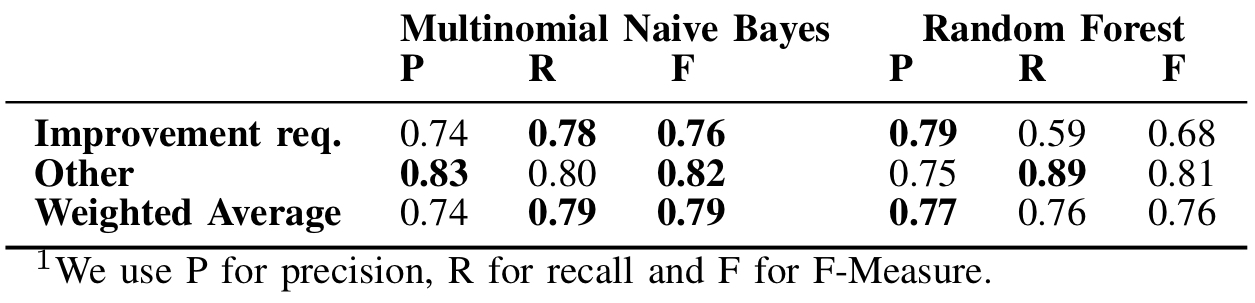 Multinomial Naive Bayes Random Forest
P R F P R F
Improvement req. 0.74 0.78 0.76 0.79 0.59 0.68
Other 0.83 0.80 0.82 0.75 0.89 0.81
Weighted Average 0.74 0.79 0.79 0.77 0.76 0.76
¹We use P for precision, R for recall and F for F-Measure.